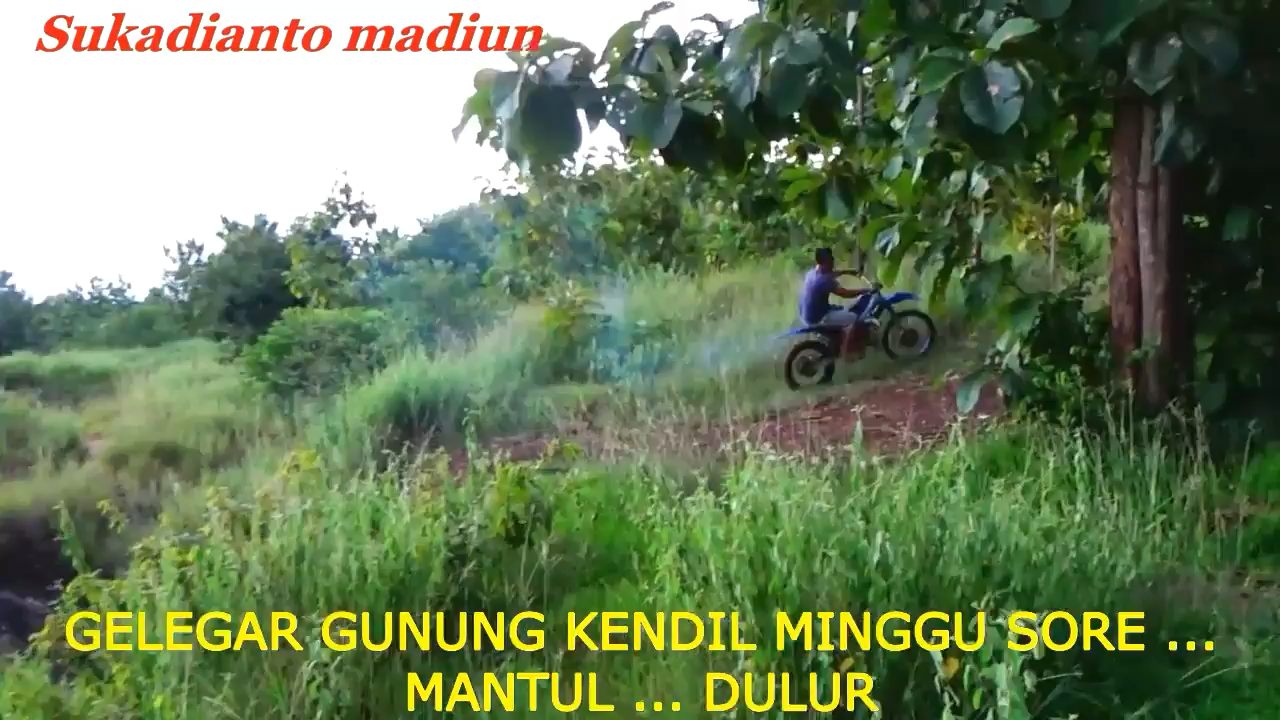 Sukadianto madiun
GELEGAR GUNUNG KENDIL MINGGU SORE ...
MANTUL ... DULUR